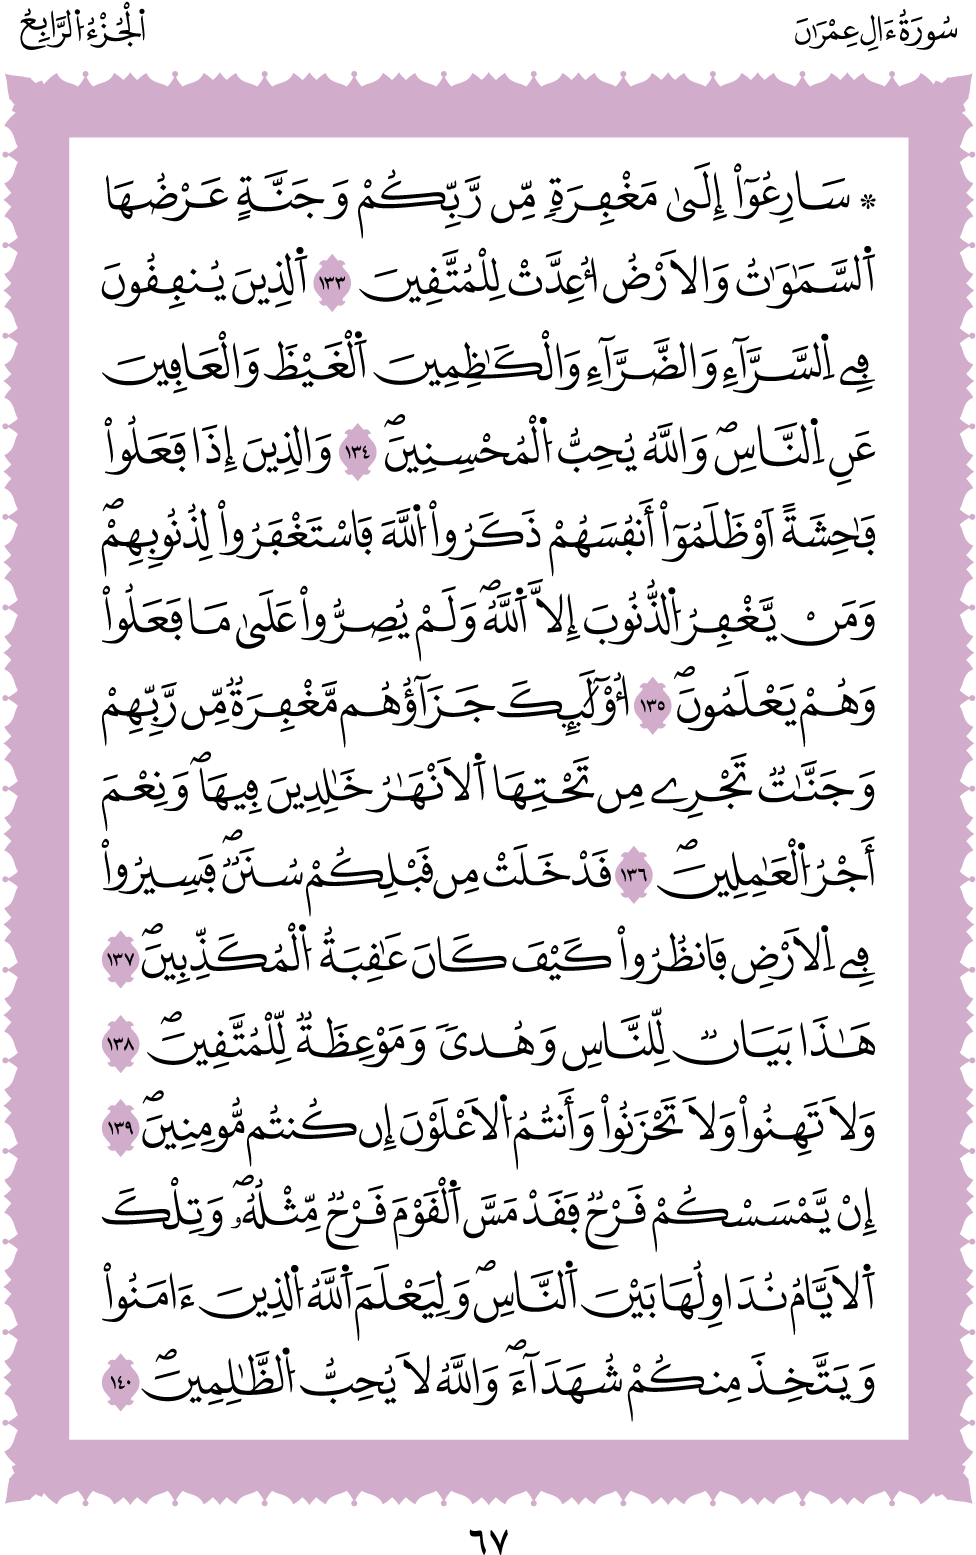 سُورَةُ ءَالِ عِمْرَٰنَ
اَ۬لْجُزْءُ اُ۬لرَّابِعُ
* سَارِعُوٓاْ إِلَىٰ مَغْفِرَةٖ مِّن رَّبِّكُمْ وَجَنَّةٍ عَرْضُهَا
اَ۬لسَّمَٰوَٰتُ وَالَارْضُ أُعِدَّتْ لِلْمُتَّقِينَ ١٣٣ اَ۬لذِينَ يُنفِقُونَ
فِے اِ۬لسَّرَّآءِ وَالضَّرَّآءِ وَالْكَٰظِمِينَ اَ۬لْغَيْظَ وَالْعَافِينَ
عَنِ اِ۬لنَّاسِۖ وَاللَّهُ يُحِبُّ اُ۬لْمُحْسِنِينَۖ ١٣٤ وَالذِينَ إِذَا فَعَلُواْ
فَٰحِشَةً اَوْ ظَلَمُوٓاْ أَنفُسَهُمْ ذَكَرُواْ اُ۬للَّهَ فَاسْتَغْفَرُواْ لِذُنُوبِهِمْۖ
وَمَنْ يَّغْفِرُ اُ۬لذُّنُوبَ إِلَّا اَ۬للَّهُۖ وَلَمْ يُصِرُّواْ عَلَىٰ مَا فَعَلُواْ
وَهُمْ يَعْلَمُونَۖ ١٣٥ أُوْلَٰٓئِكَ جَزَآؤُهُم مَّغْفِرَةٌ مِّن رَّبِّهِمْ
وَجَنَّٰتٌ تَجْرِے مِن تَحْتِهَا اَ۬لَانْهَٰرُ خَٰلِدِينَ فِيهَاۖ وَنِعْمَ
أَجْرُ اُ۬لْعَٰمِلِينَۖ ١٣٦ قَدْ خَلَتْ مِن قَبْلِكُمْ سُنَنٌۖ فَسِيرُواْ
فِے اِ۬لَارْضِ فَانظُرُواْ كَيْفَ كَانَ عَٰقِبَةُ اُ۬لْمُكَذِّبِينَۖ ١٣٧
هَٰذَا بَيَانٞ لِّلنَّاسِ وَهُدىٗ وَمَوْعِظَةٞ لِّلْمُتَّقِينَۖ ١٣٨
وَلَا تَهِنُواْ وَلَا تَحْزَنُواْ وَأَنتُمُ اُ۬لَاعْلَوْنَ إِن كُنتُم مُّومِنِينَۖ ١٣٩
إِنْ يَّمْسَسْكُمْ قَرْحٞ فَقَدْ مَسَّ اَ۬لْقَوْمَ قَرْحٞ مِّثْلُهُۥۖ وَتِلْكَ
اَ۬لَايَّامُ نُدَاوِلُهَا بَيْنَ اَ۬لنَّاسِۖ وَلِيَعْلَمَ اَ۬للَّهُ اُ۬لذِينَ ءَامَنُواْ
وَيَتَّخِذَ مِنكُمْ شُهَدَآءَۖ وَاللَّهُ لَا يُحِبُّ اُ۬لظَّٰلِمِينَۖ ١٤٠
٦٧